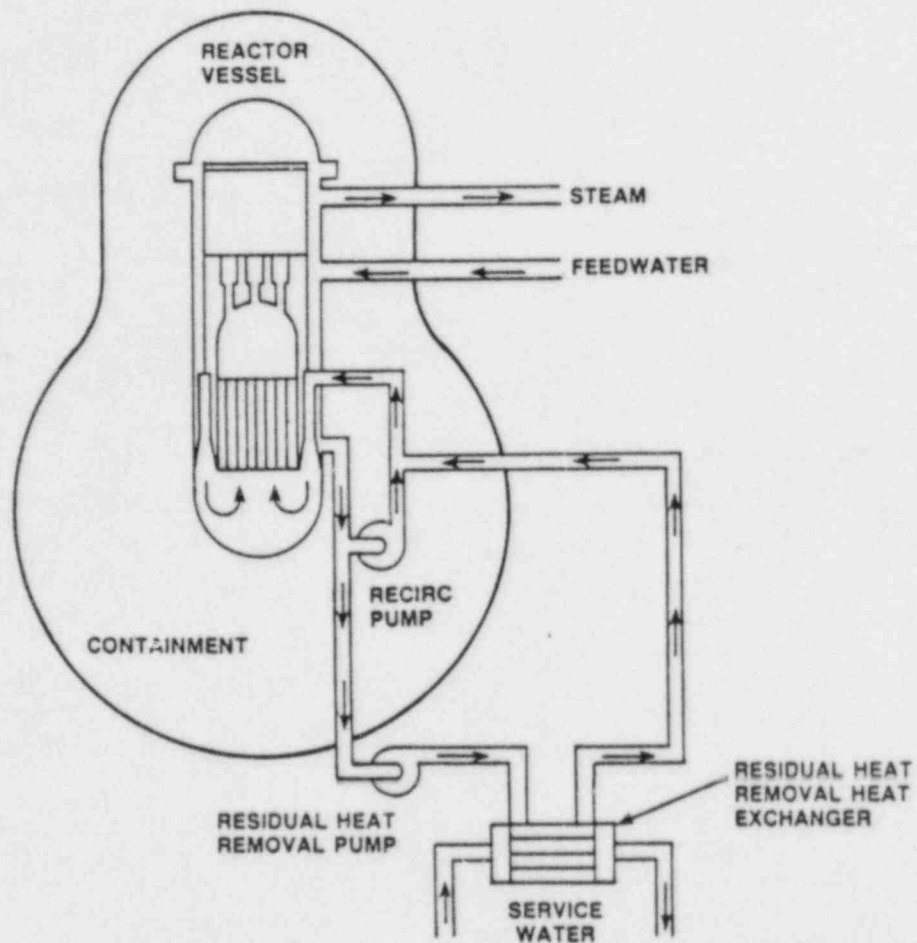 REACTOR
VESSEL
STEAM
FEEDWATER
RECIRC
PUMP
CONTAINMENT
RESIDUAL HEAT
REMOVAL PUMP
RESIDUAL HEAT
REMOVAL HEAT
EXCHANGER
SERVICE
WATER